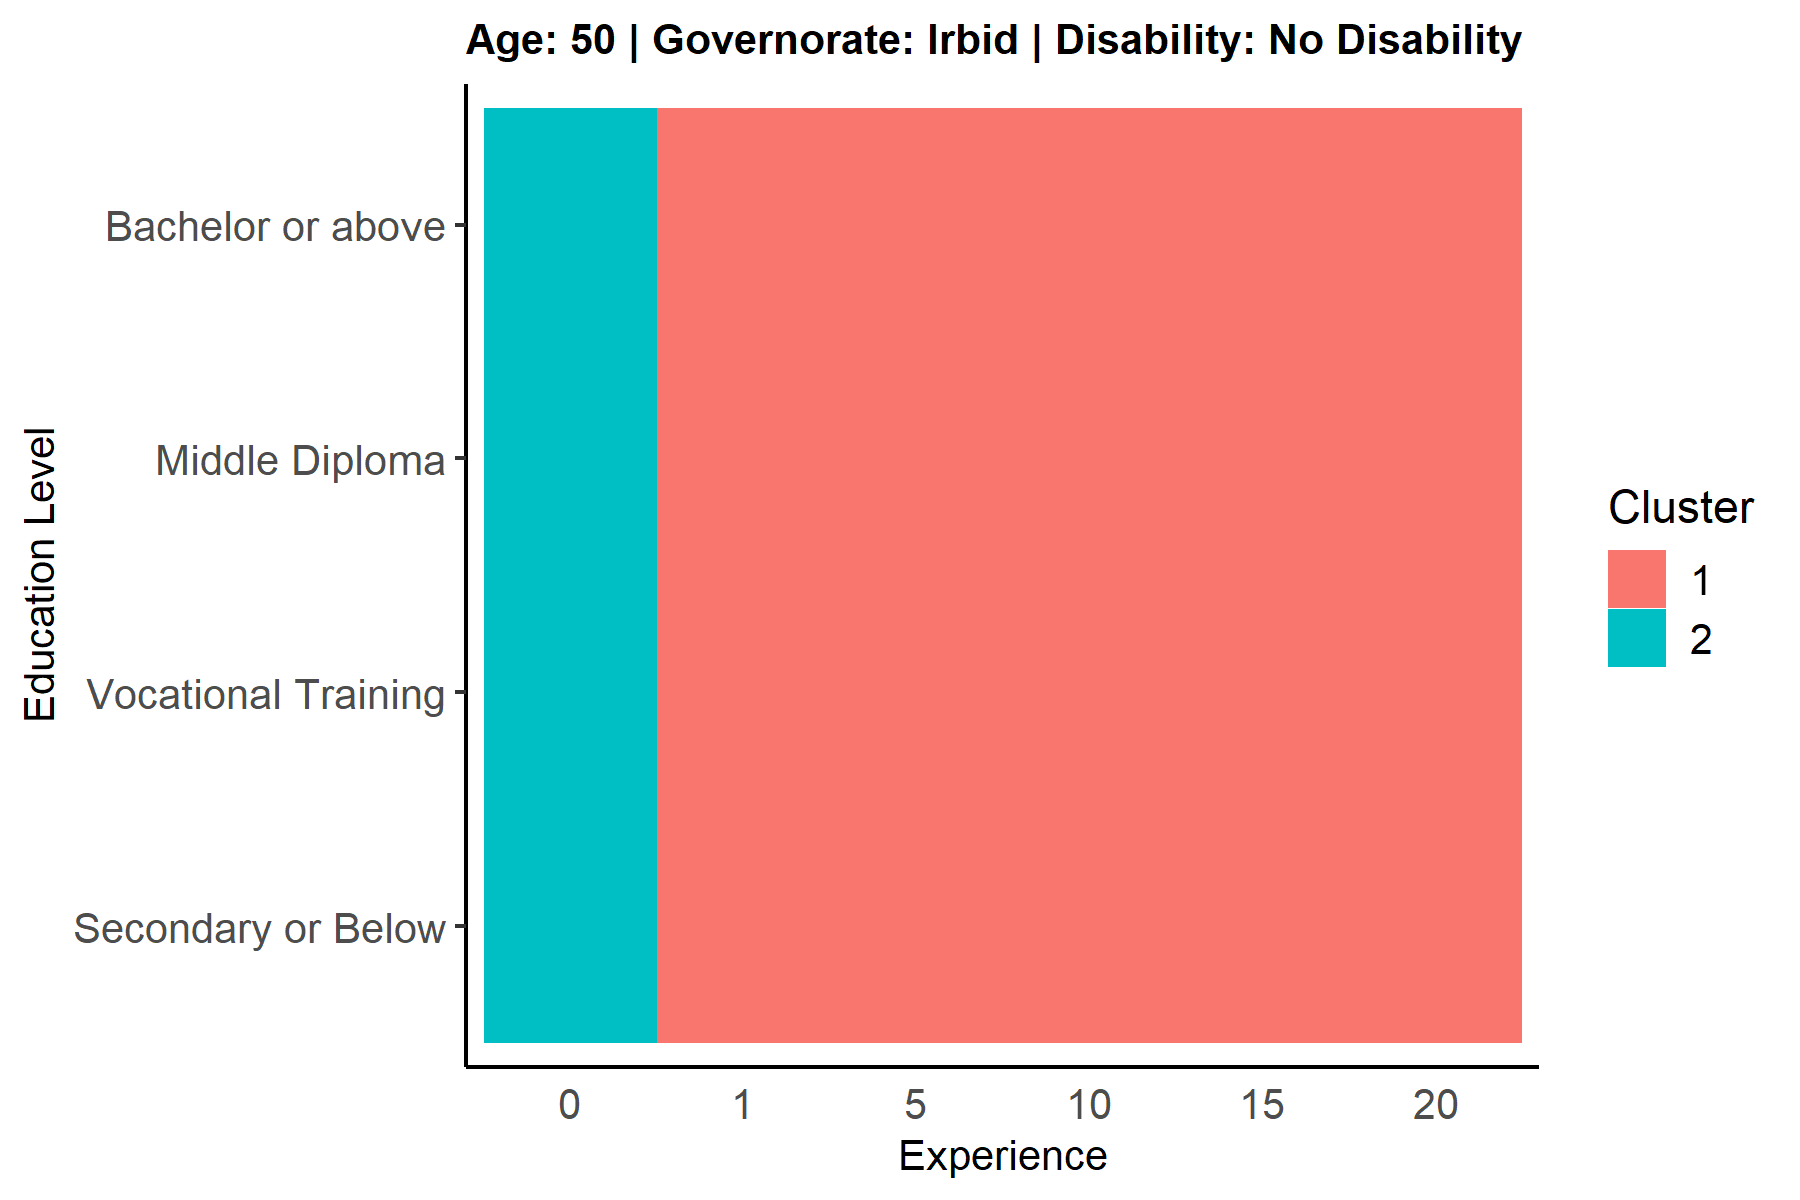 Age: 50 | Governorate: Irbid | Disability: No Disability
Education Level
Bachelor or above
Middle Diploma
Vocational Training
Secondary or Below
0 1 5 10 15 20
Experience
Cluster
1
2